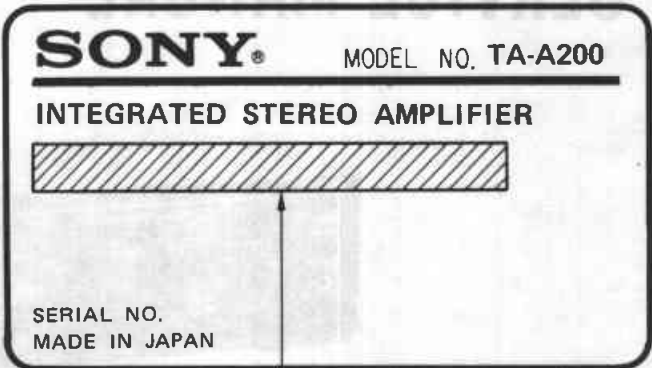 SONY® MODEL NO. TA-A200
INTEGRATED STEREO AMPLIFIER
SERIAL NO.
MADE IN JAPAN